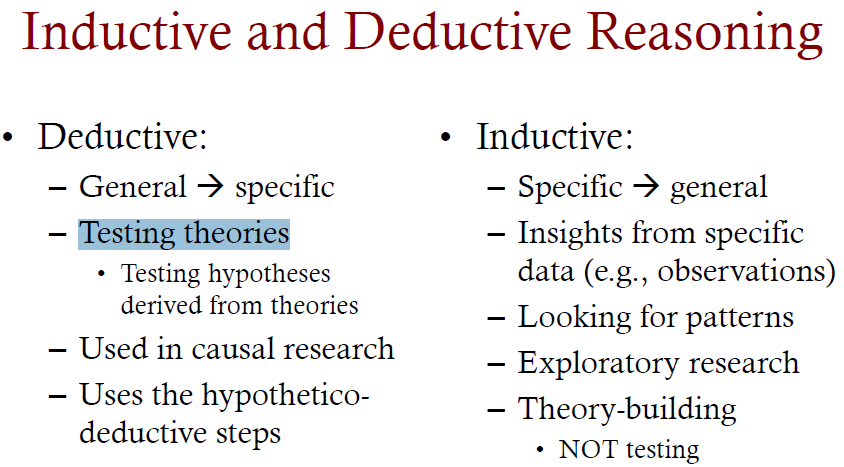 Inductive and Deductive Reasoning
• Deductive:
– General → specific
– Testing theories
• Testing hypotheses
derived from theories
– Used in causal research
– Uses the hypothetico-
deductive steps
• Inductive:
– Specific → general
– Insights from specific
data (e.g., observations)
– Looking for patterns
– Exploratory research
– Theory-building
• NOT testing